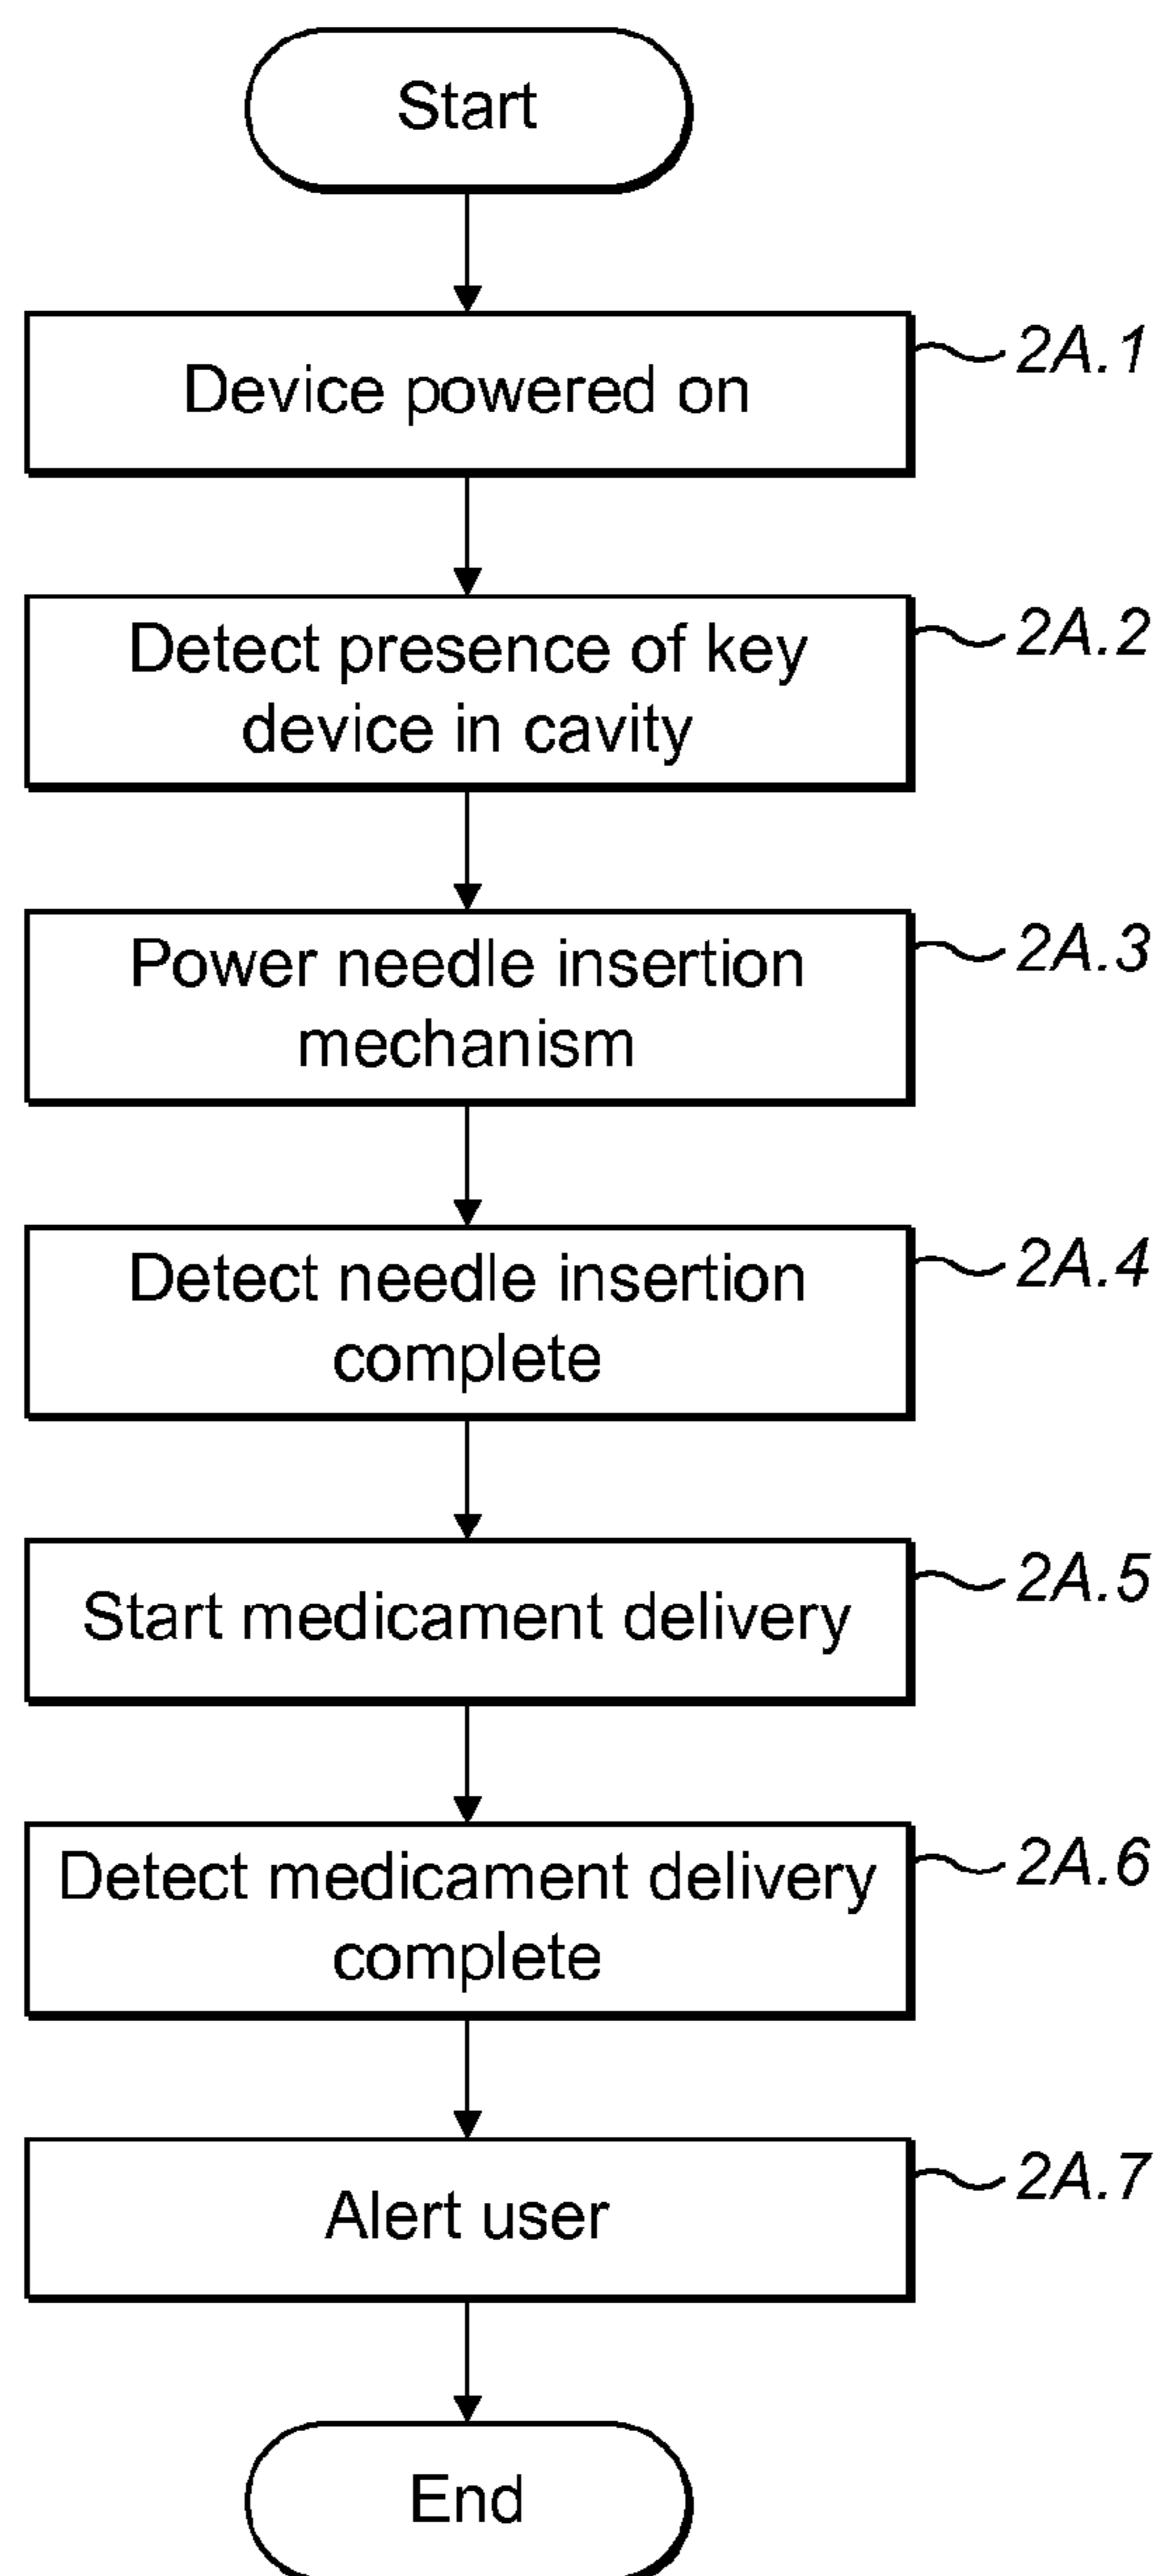 Start
Device powered on
2A.1
Detect presence of key
device in cavity
2A.2
Power needle insertion
mechanism
2A.3
Detect needle insertion
complete
2A.4
Start medicament delivery
2A.5
Detect medicament delivery
complete
2A.6
Alert user
2A.7
End